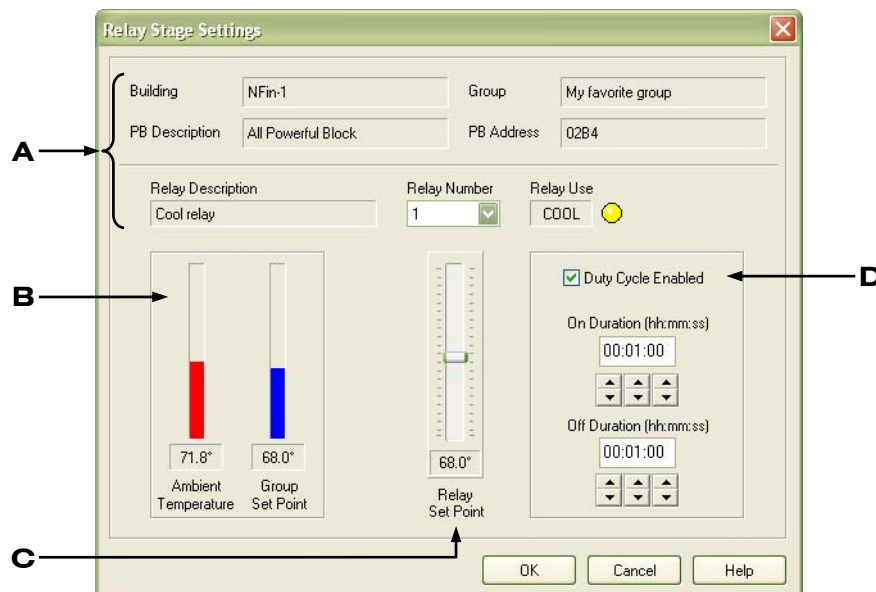 Relay Stage Settings
Building NFin-1 Group My favorite group
A PB Description All Powerful Block PB Address 02B4
Relay Description Relay Number Relay Use
Cool relay 1 COOL
B
Duty Cycle Enabled D
On Duration (hh:mm:ss)
00:01:00
Off Duration (hh:mm:ss)
00:01:00
71.8° 68.0° 68.0°
Ambient Temperature Group Set Point Relay Set Point
C
OK Cancel Help